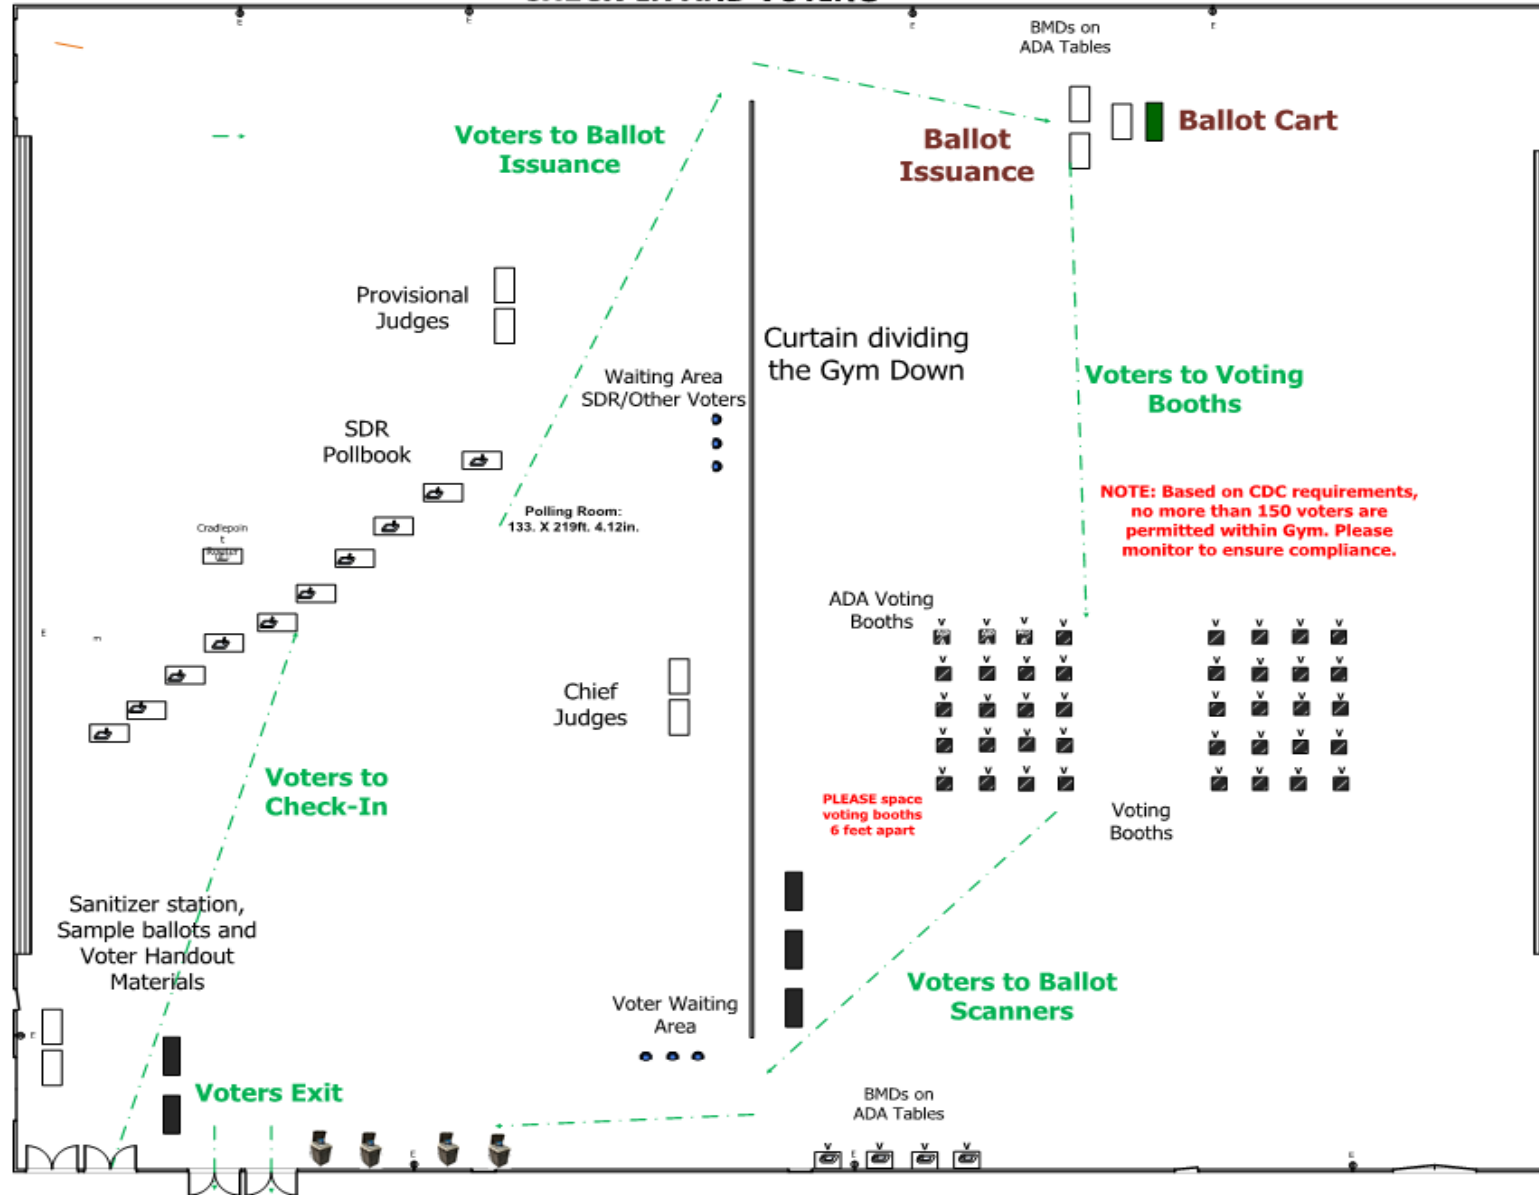 BMDs on
ADA Tables
Voters to Ballot
Issuance
Ballot
Issuance
Ballot Cart
Provisional
Judges
Curtain dividing
the Gym Down
Waiting Area
SDR/Other Voters
Voters to Voting
Booths
SDR
Pollbook
NOTE: Based on CDC requirements,
no more than 150 voters are
permitted within Gym. Please
monitor to ensure compliance.
Polling Room:
133. X 219ft. 4.12in.
Cradlepoin
t
ADA Voting
Booths
Chief
Judges
Voters to
Check-In
PLEASE space
voting booths
6 feet apart
Voting
Booths
Sanitizer station,
Sample ballots and
Voter Handout
Materials
Voters to Ballot
Scanners
Voter Waiting
Area
Voters Exit
BMDs on
ADA Tables